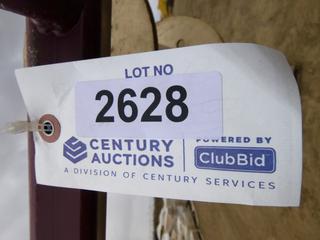 LOT NO
2628
CENTURY AUCTIONS
POWERED BY
ClubBid
A DIVISION OF CENTURY SERVICES